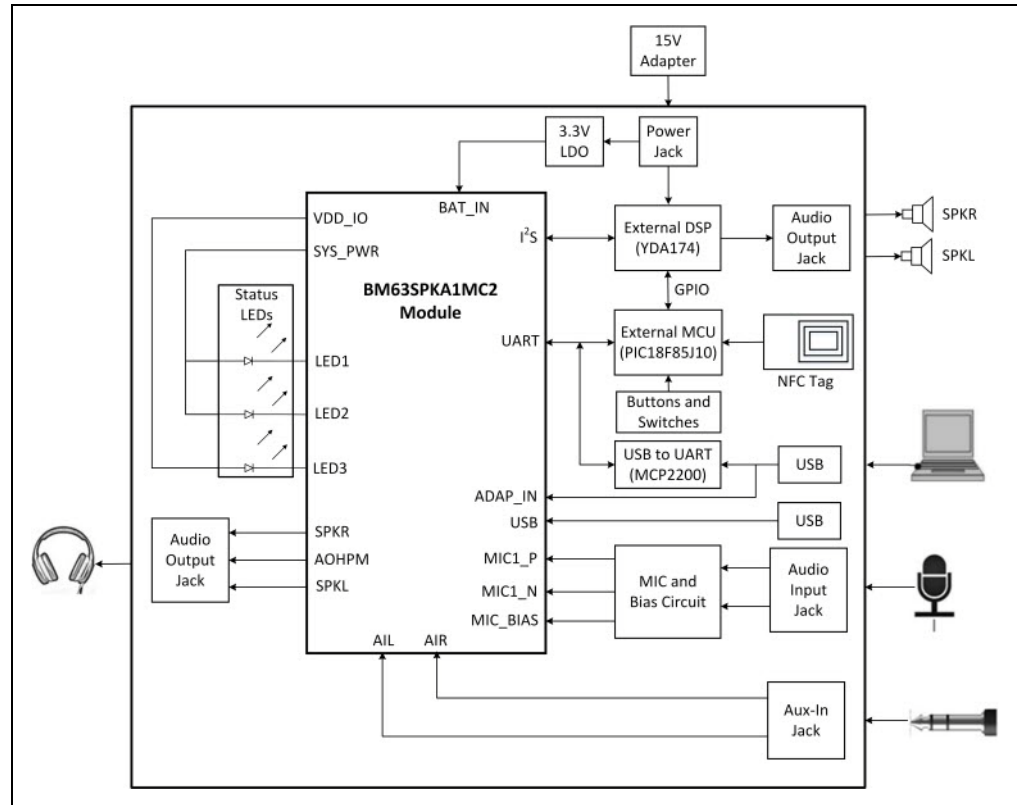 15V
Adapter
3.3V
LDO
Power
Jack
VDD_IO
BAT_IN
SYS_PWR
I²S
External DSP
(YDA174)
Audio
Output
Jack
SPKR
SPKL
BM63SPKA1MC2
Module
Status
LEDs
GPIO
UART
External MCU
(PIC18F85J10)
NFC Tag
LED1
LED2
LED3
Buttons and
Switches
USB to UART
(MCP2200)
USB
ADAP_IN
USB
USB
Audio
Output
Jack
SPKR
AOHPM
SPKL
MIC1_P
MIC1_N
MIC_BIAS
MIC and
Bias Circuit
Audio
Input
Jack
AIL
AIR
Aux-In
Jack